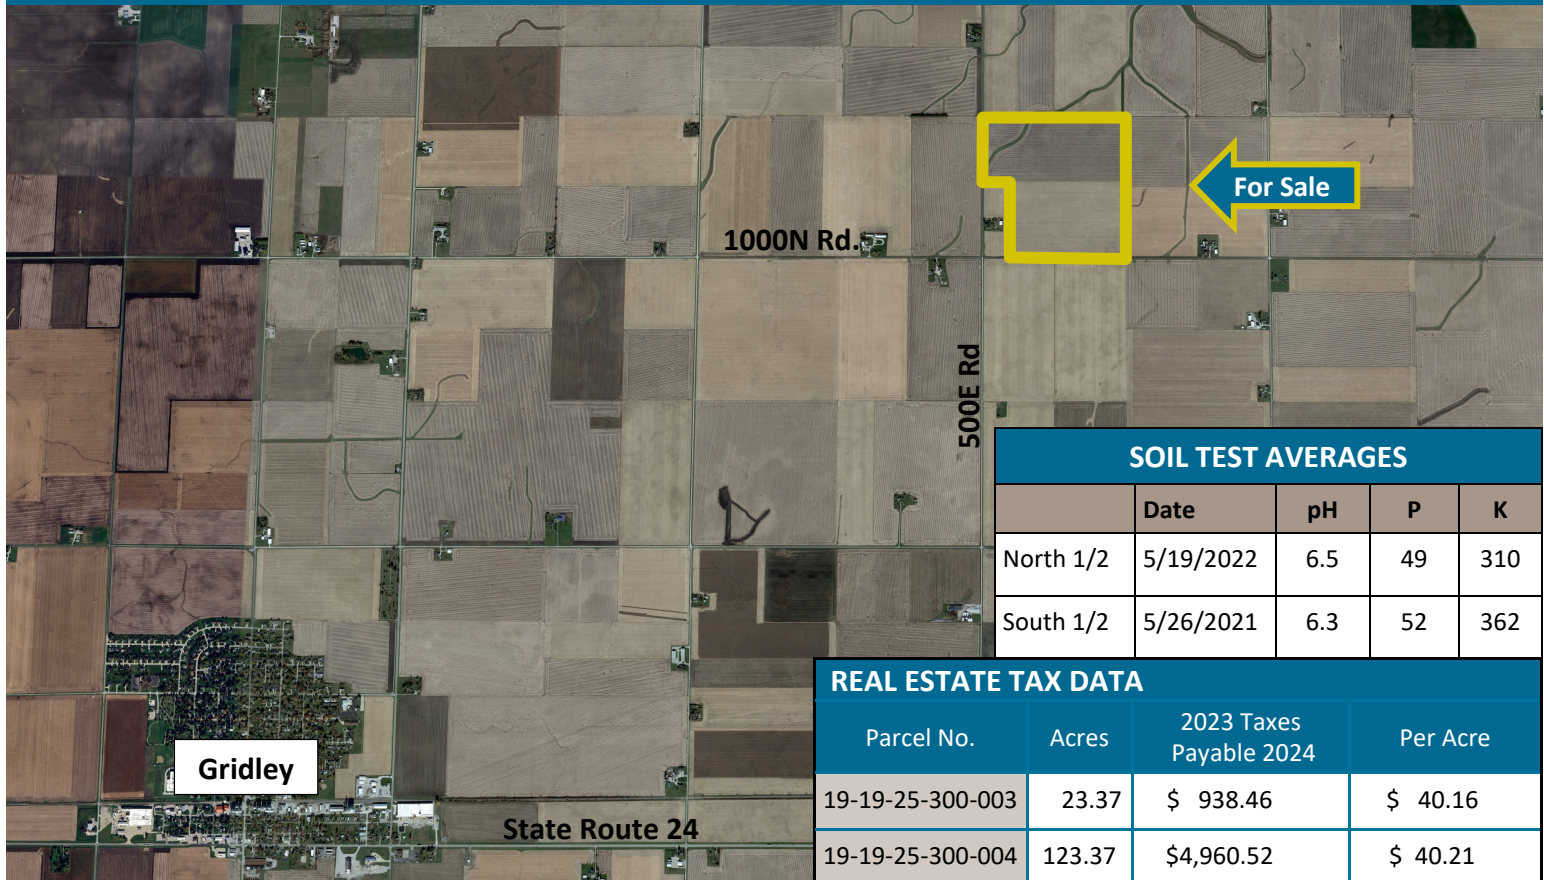 For Sale
1000N Rd.
500E Rd
SOIL TEST AVERAGES
Date pH P K
North 1/2 5/19/2022 6.5 49 310
South 1/2 5/26/2021 6.3 52 362
REAL ESTATE TAX DATA
Parcel No. Acres 2023 Taxes Payable 2024 Per Acre
19-19-25-300-003 23.37 $ 938.46 $ 40.16
19-19-25-300-004 123.37 $4,960.52 $ 40.21
Gridley
State Route 24